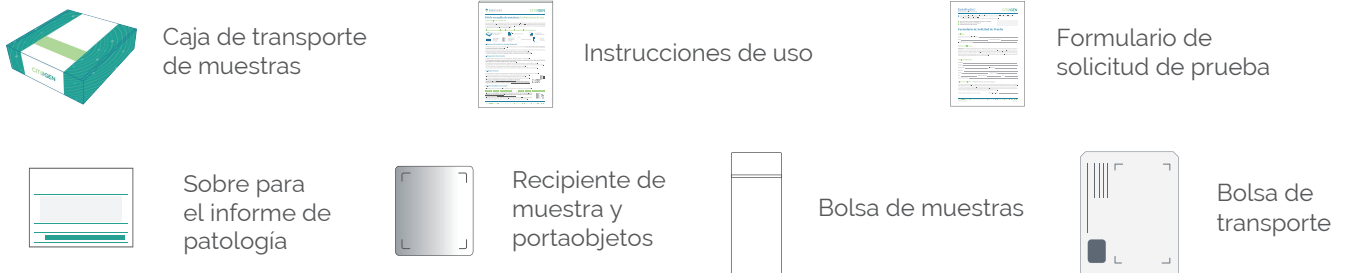 Caja de transporte
de muestras
Instrucciones de uso
Formulario de
solicitud de prueba
Sobre para
el informe de
patología
Recipiente de
muestra y
portaobjetos
Bolsa de muestras
Bolsa de
transporte